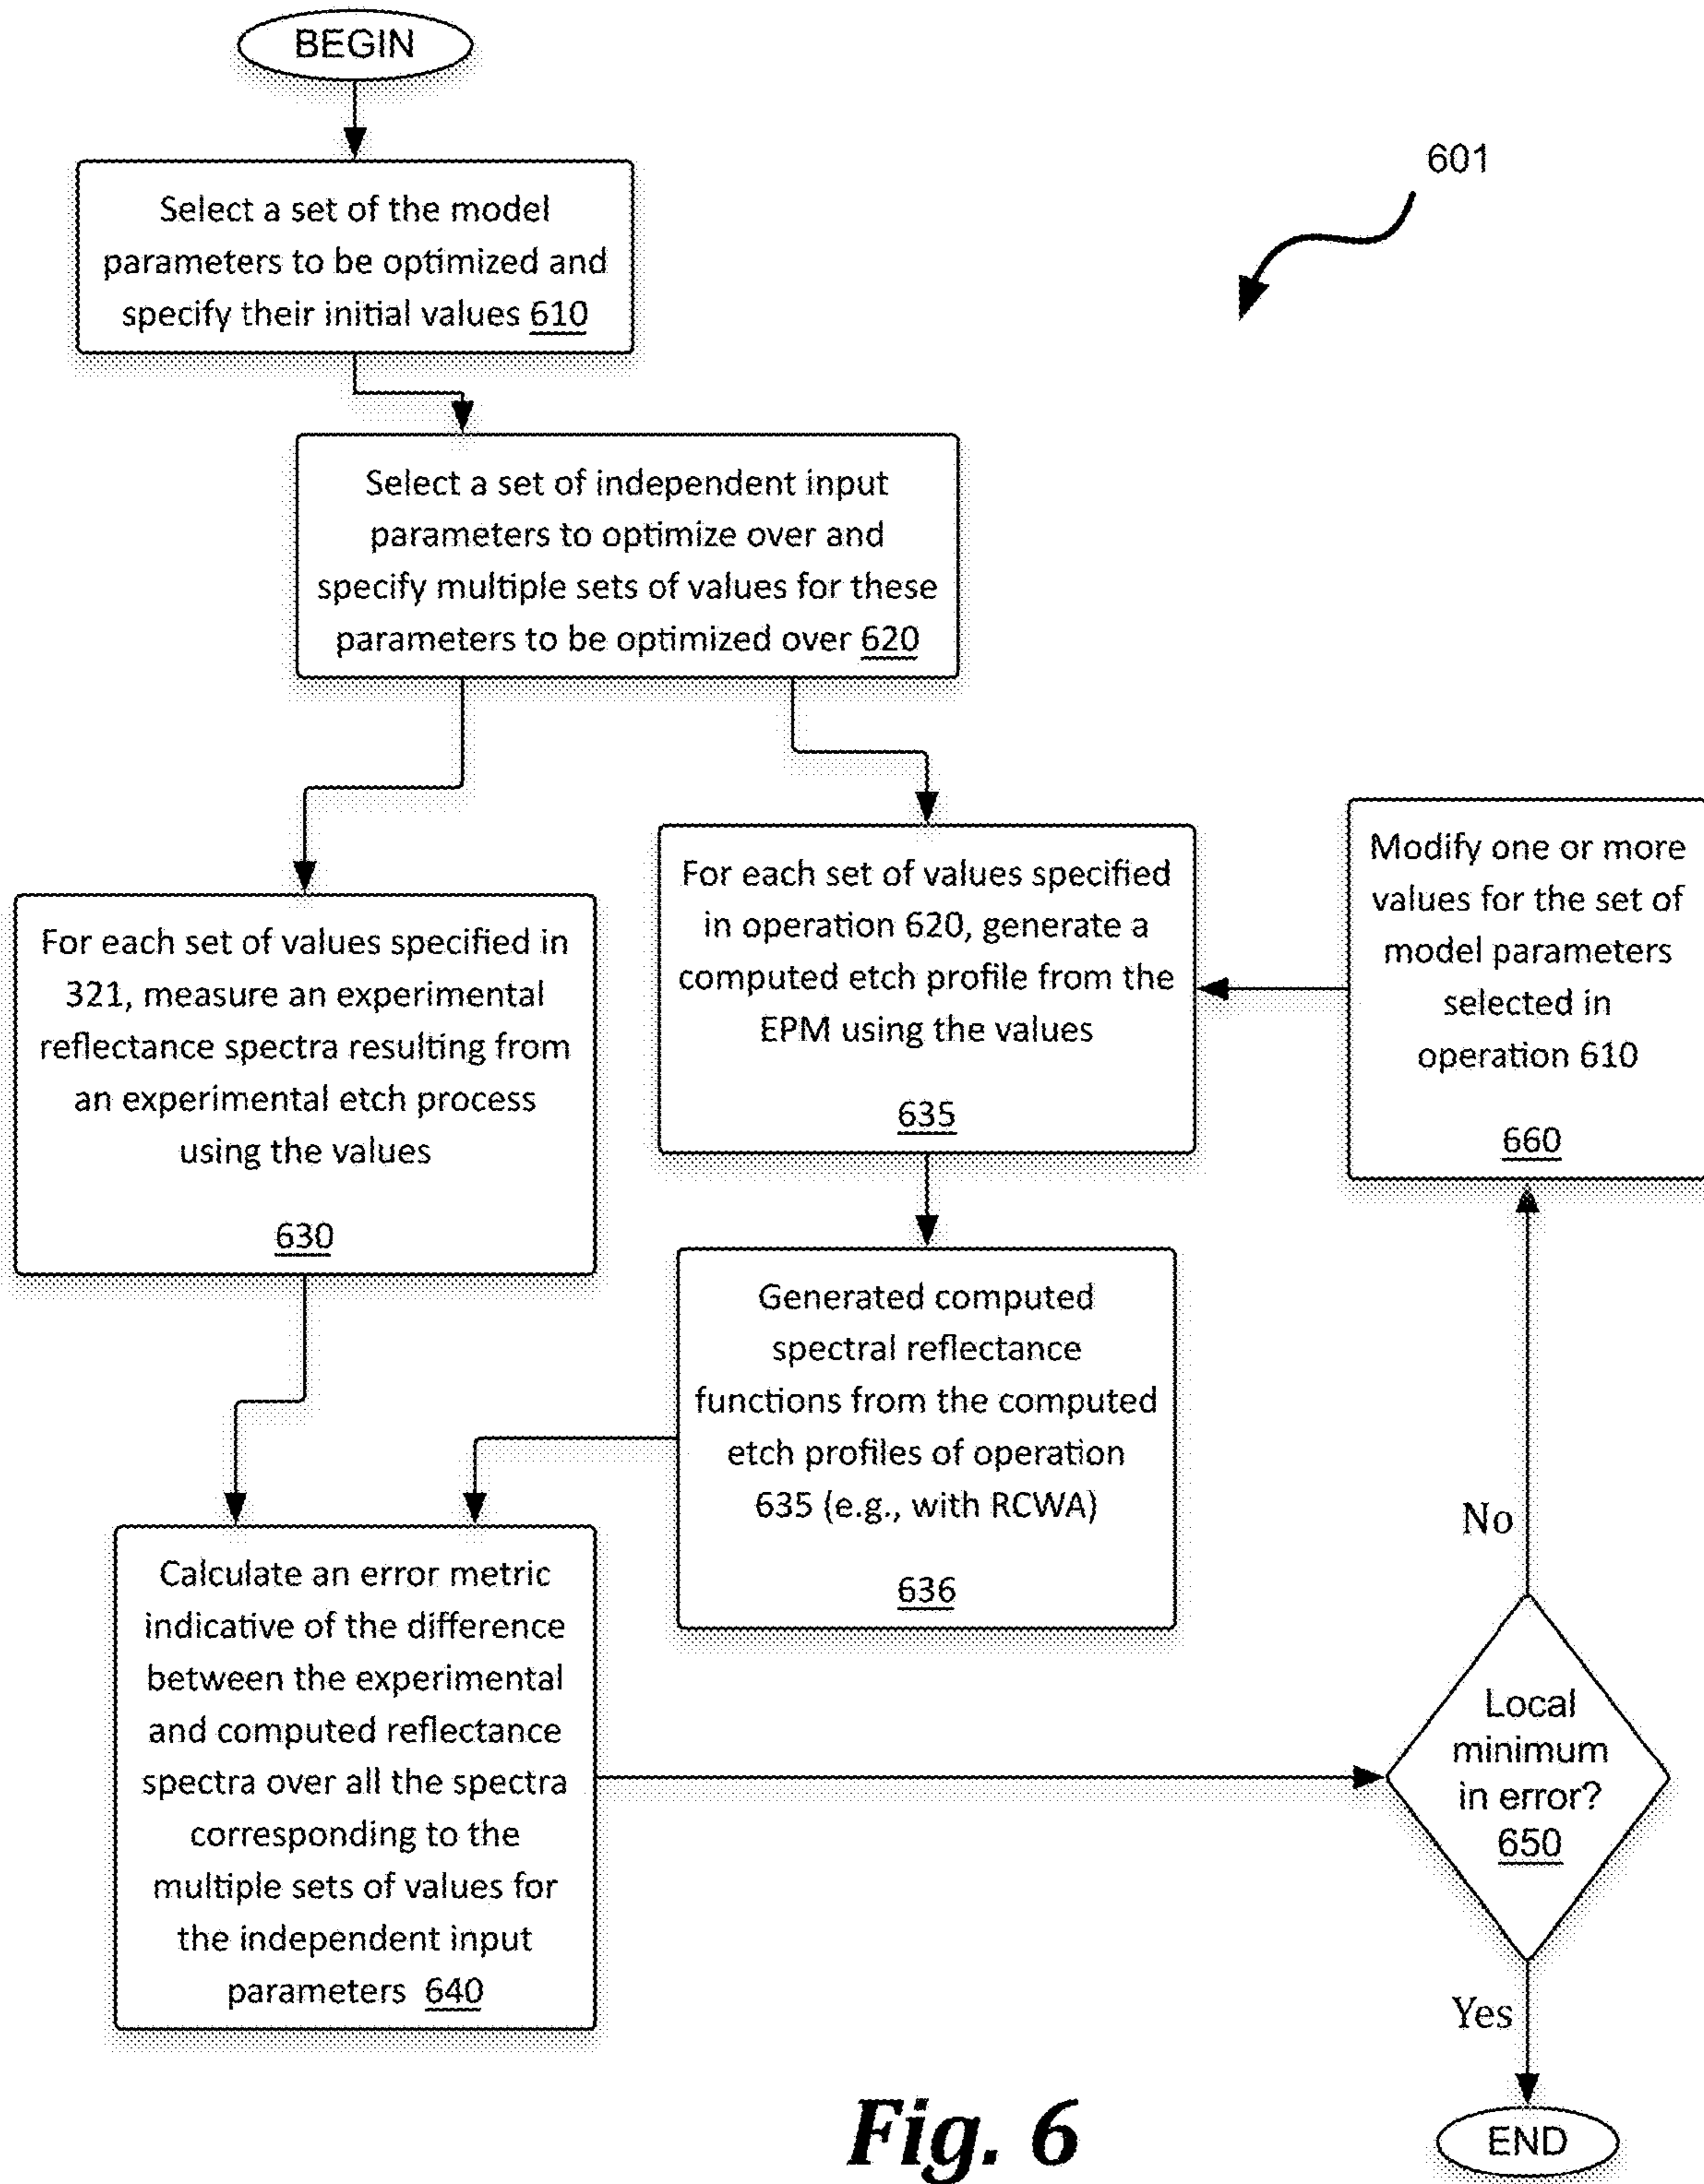 BEGIN
601
Select a set of the model
parameters to be optimized and
specify their initial values 610
Select a set of independent input
parameters to optimize over and
specify multiple sets of values for these
parameters to be optimized over 620
For each set of values specified in
321, measure an experimental
reflectance spectra resulting from
an experimental etch process
using the values
630
For each set of values specified
in operation 620, generate a
computed etch profile from the
EPM using the values
635
Modify one or more
values for the set of
model parameters
selected in
operation 610
660
Generated computed
spectral reflectance
functions from the computed
etch profiles of operation
635 (e.g., with RCWA)
636
Calculate an error metric
indicative of the difference
between the experimental
and computed reflectance
spectra over all the spectra
corresponding to the
multiple sets of values for
the independent input
parameters 640
No
Local
minimum
in error?
650
Yes
END
Fig. 6